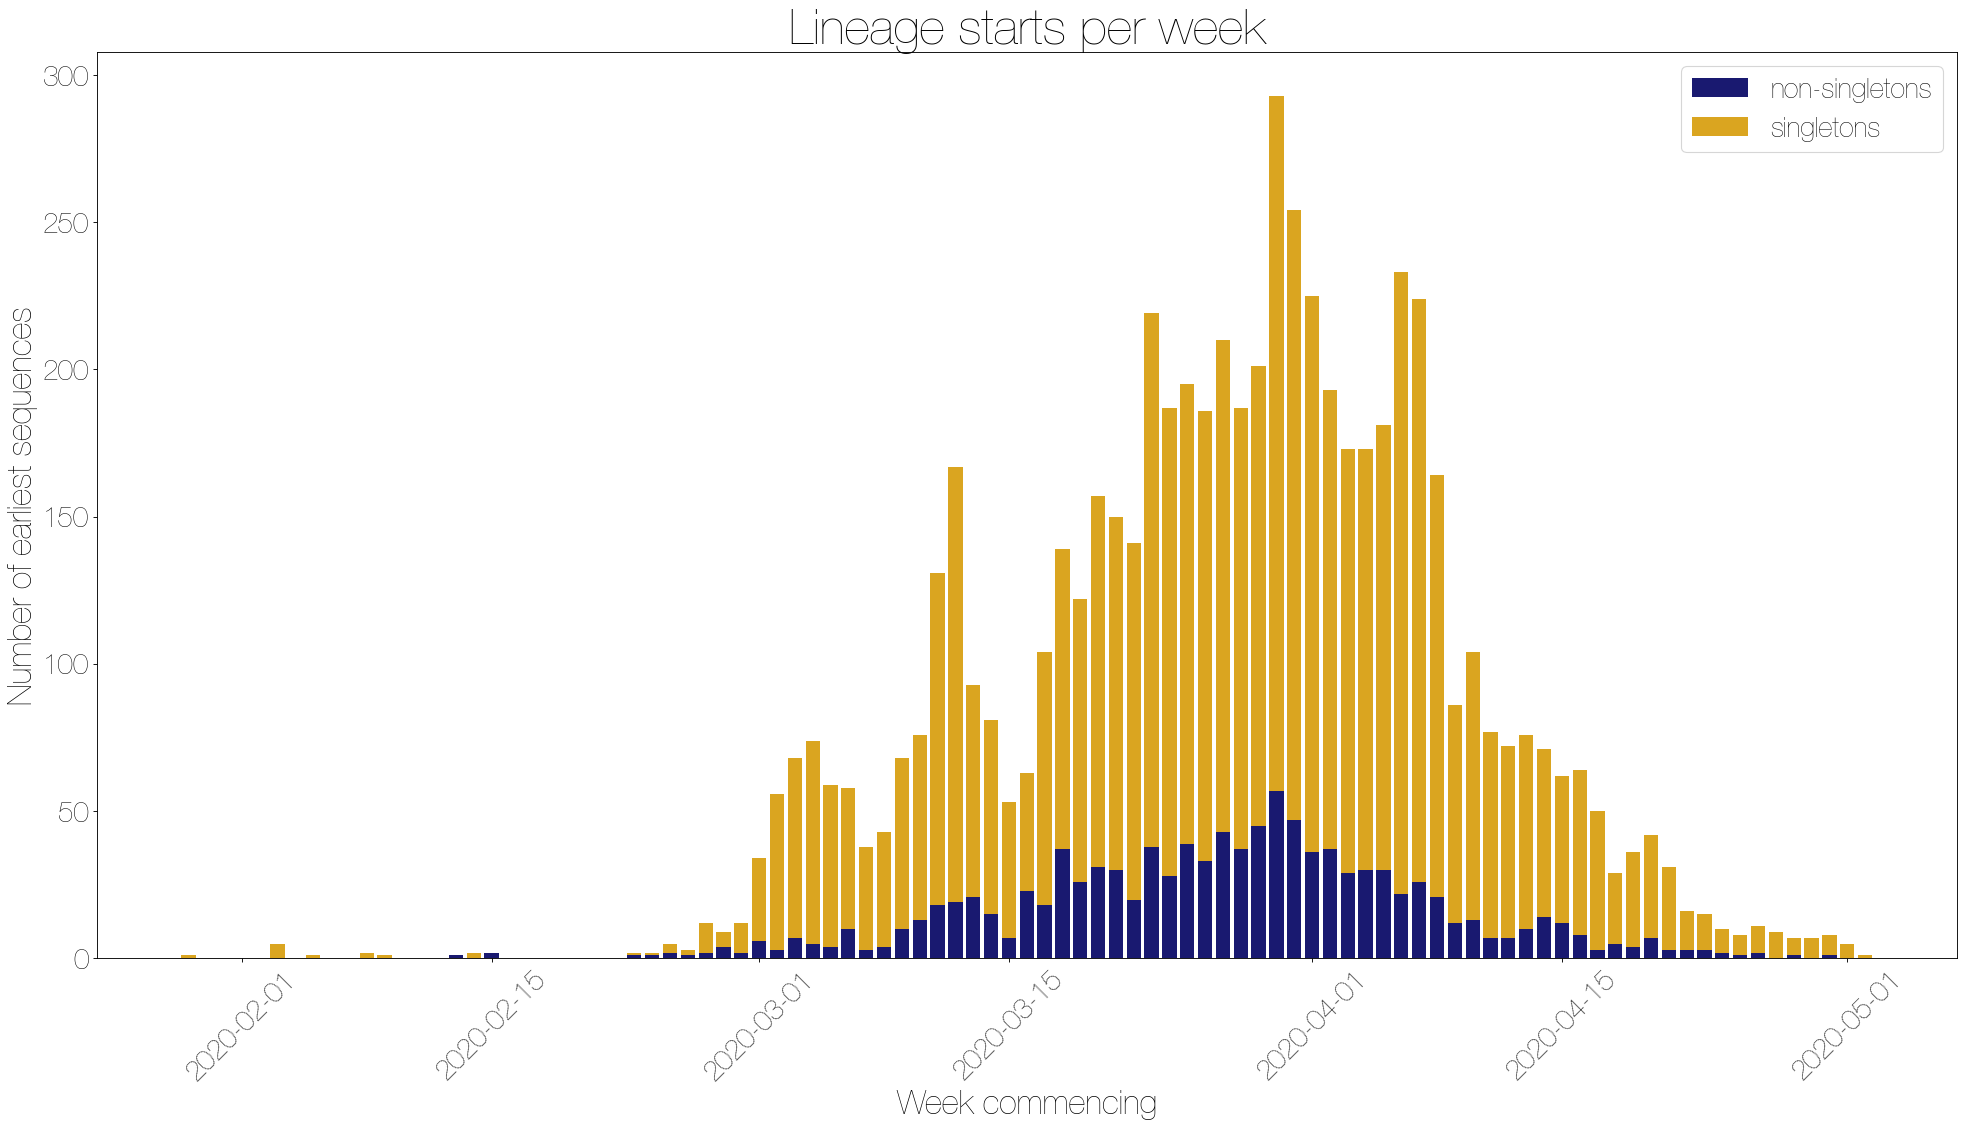 Lineage starts per week
300
250
200
150
100
50
0
Number of earliest sequences
non-singletons
singletons
2020-02-01
2020-02-15
2020-03-01
2020-03-15
2020-04-01
2020-04-15
2020-05-01
Week commencing